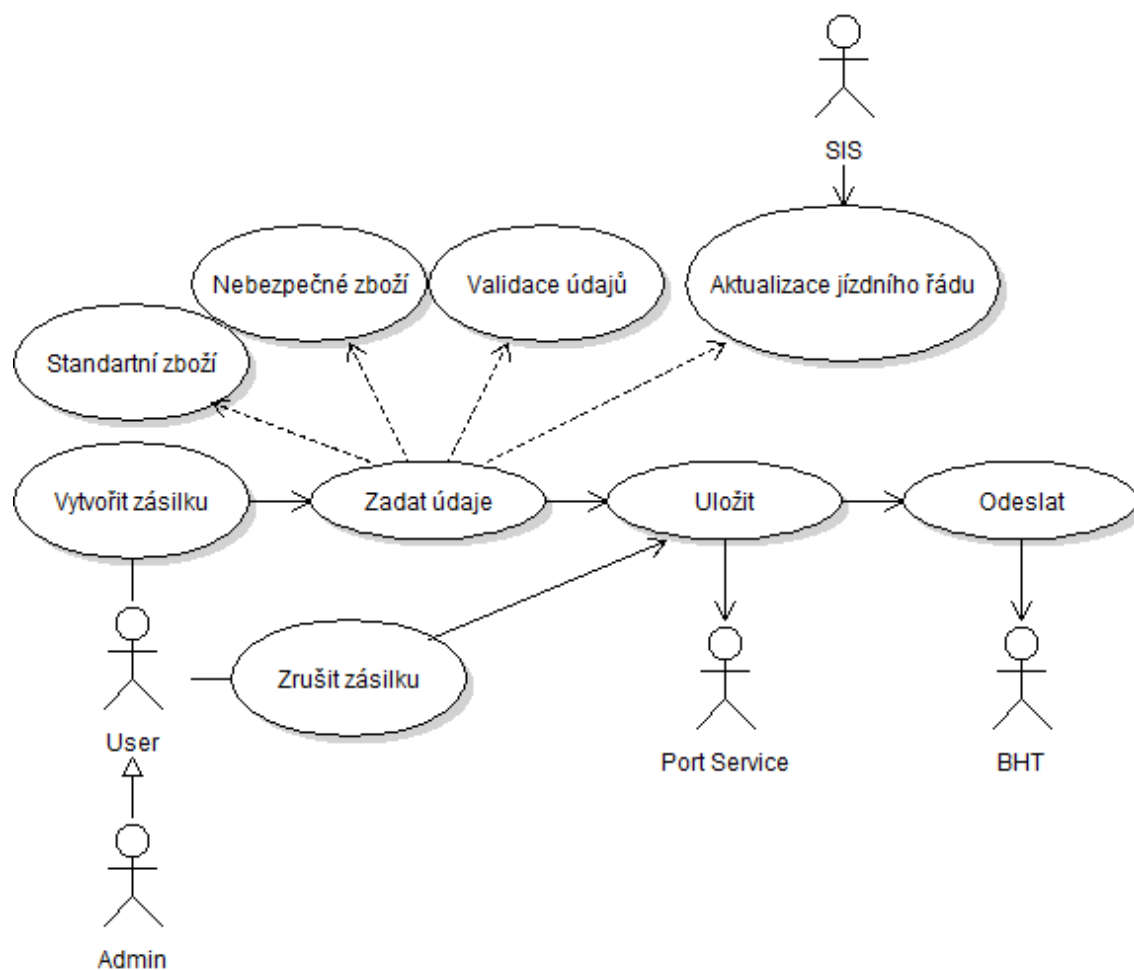 SIS
Nebezpečné zboží
Validace údajů
Aktualizace jízdního řádu
Standartní zboží
Vytvořit zásilku
Zadat údaje
Uložit
Odeslat
Zrušit zásilku
User
Port Service
BHT
Admin